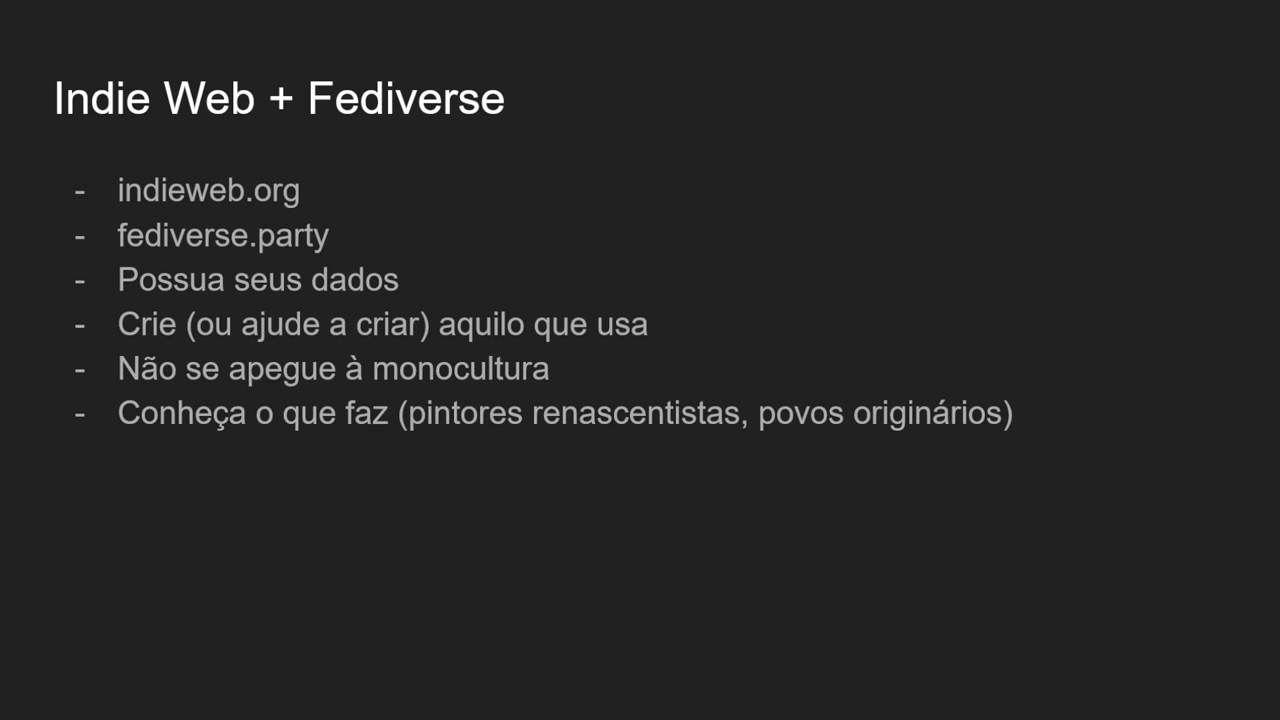 Indie Web + Fediverse
- indieweb.org
- fediverse.party
- Possua seus dados
- Crie (ou ajude a criar) aquilo que usa
- Não se apegue à monocultura
- Conheça o que faz (pintores renascentistas, povos originários)